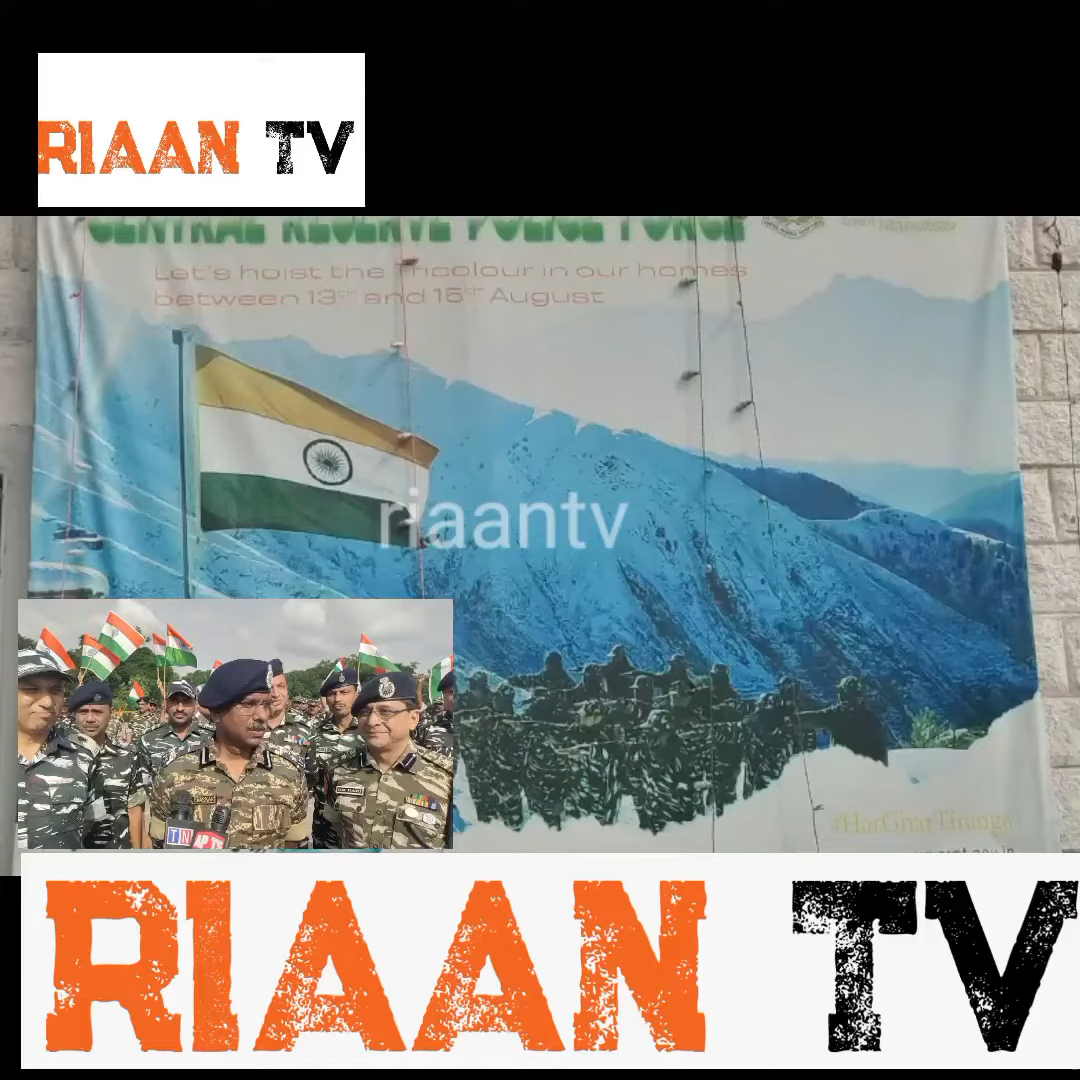 RIAAN TV
CENTRAL RESERVE POLICE FORCE
Let's hoist the Tricolour in our homes
between 13th and 15th August
riaantv
TN
#HarGharTiranga
RIAAN TV